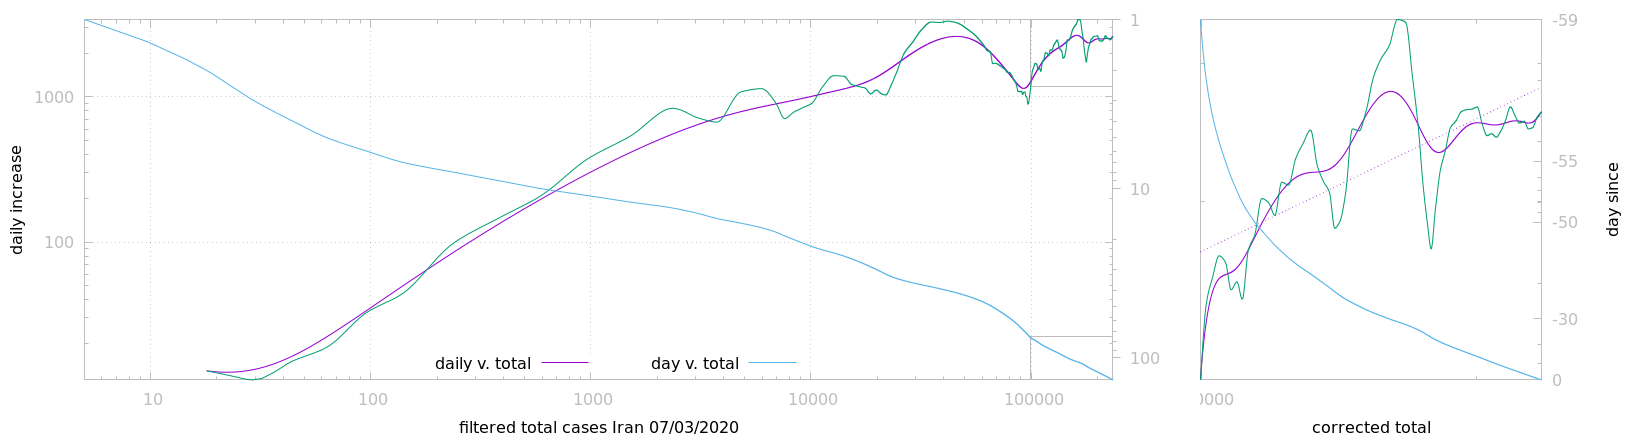 1
-59
1000
-55
daily increase
10
day since
-50
100
-30
daily v. total
day v. total
100
0
10
100
1000
10000
100000
0000
filtered total cases Iran 07/03/2020
corrected total